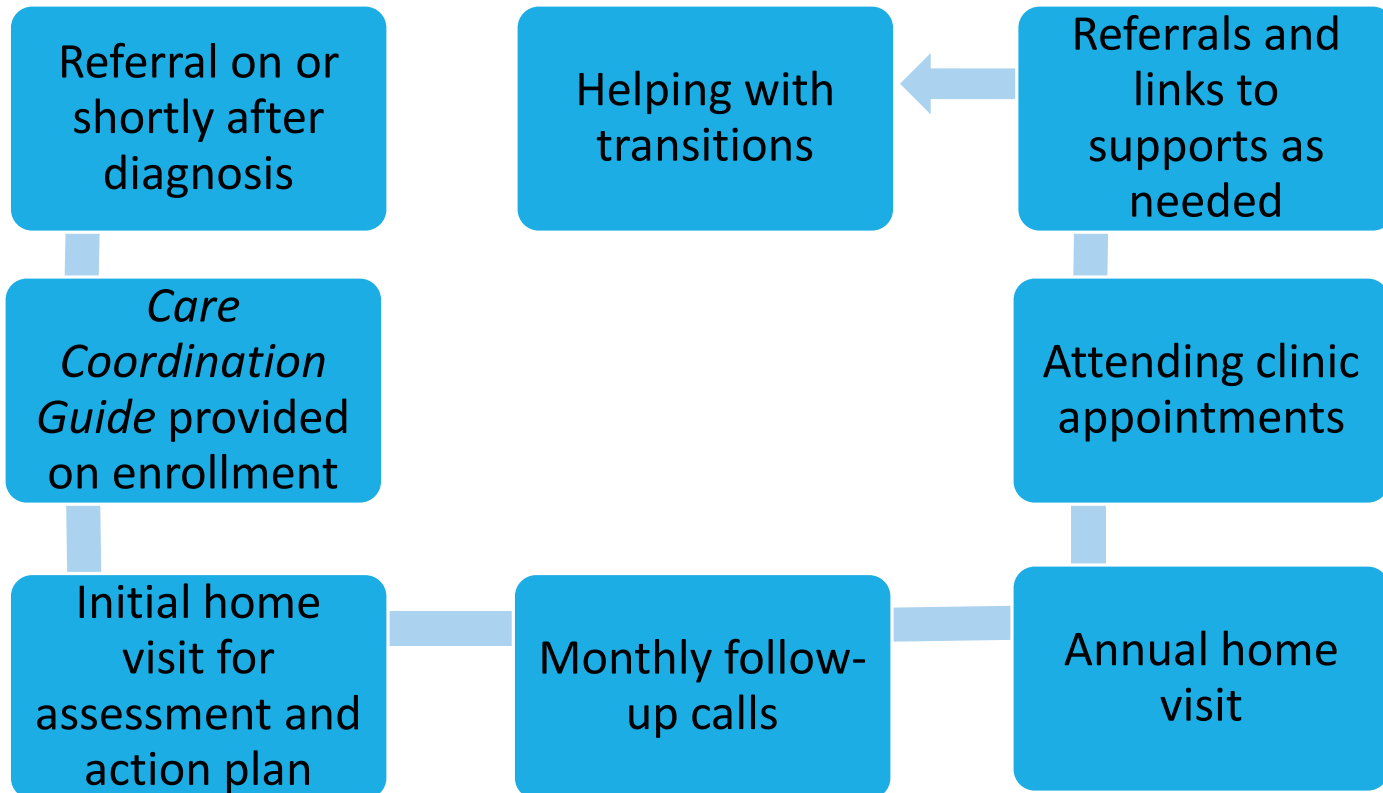 Referral on or
shortly after
diagnosis
Care
Coordination
Guide provided
on enrollment
Initial home
visit for
assessment and
action plan
Monthly follow-
up calls
Annual home
visit
Attending clinic
appointments
Referrals and
links to
supports as
needed
Helping with
transitions